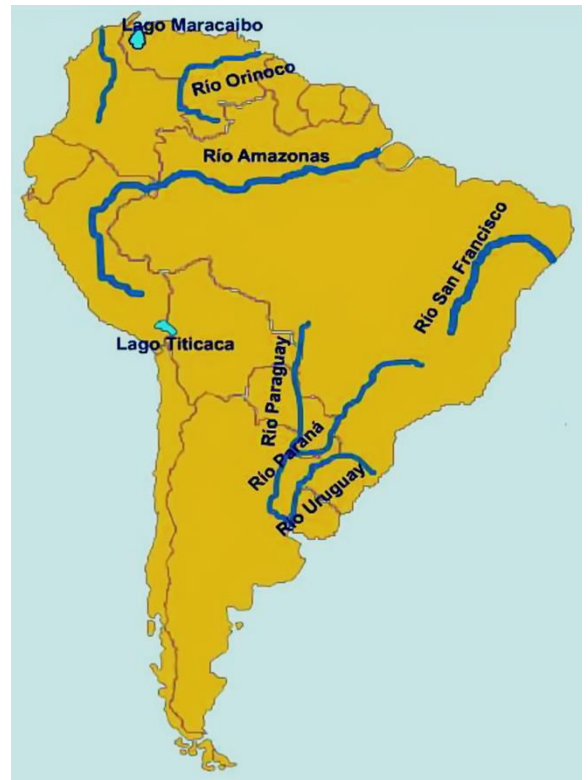 Lago Maracaibo
Río Orinoco
Río Amazonas
Río San Francisco
Lago Titicaca
Río Paraguay
Río Paraná
Río Uruguay